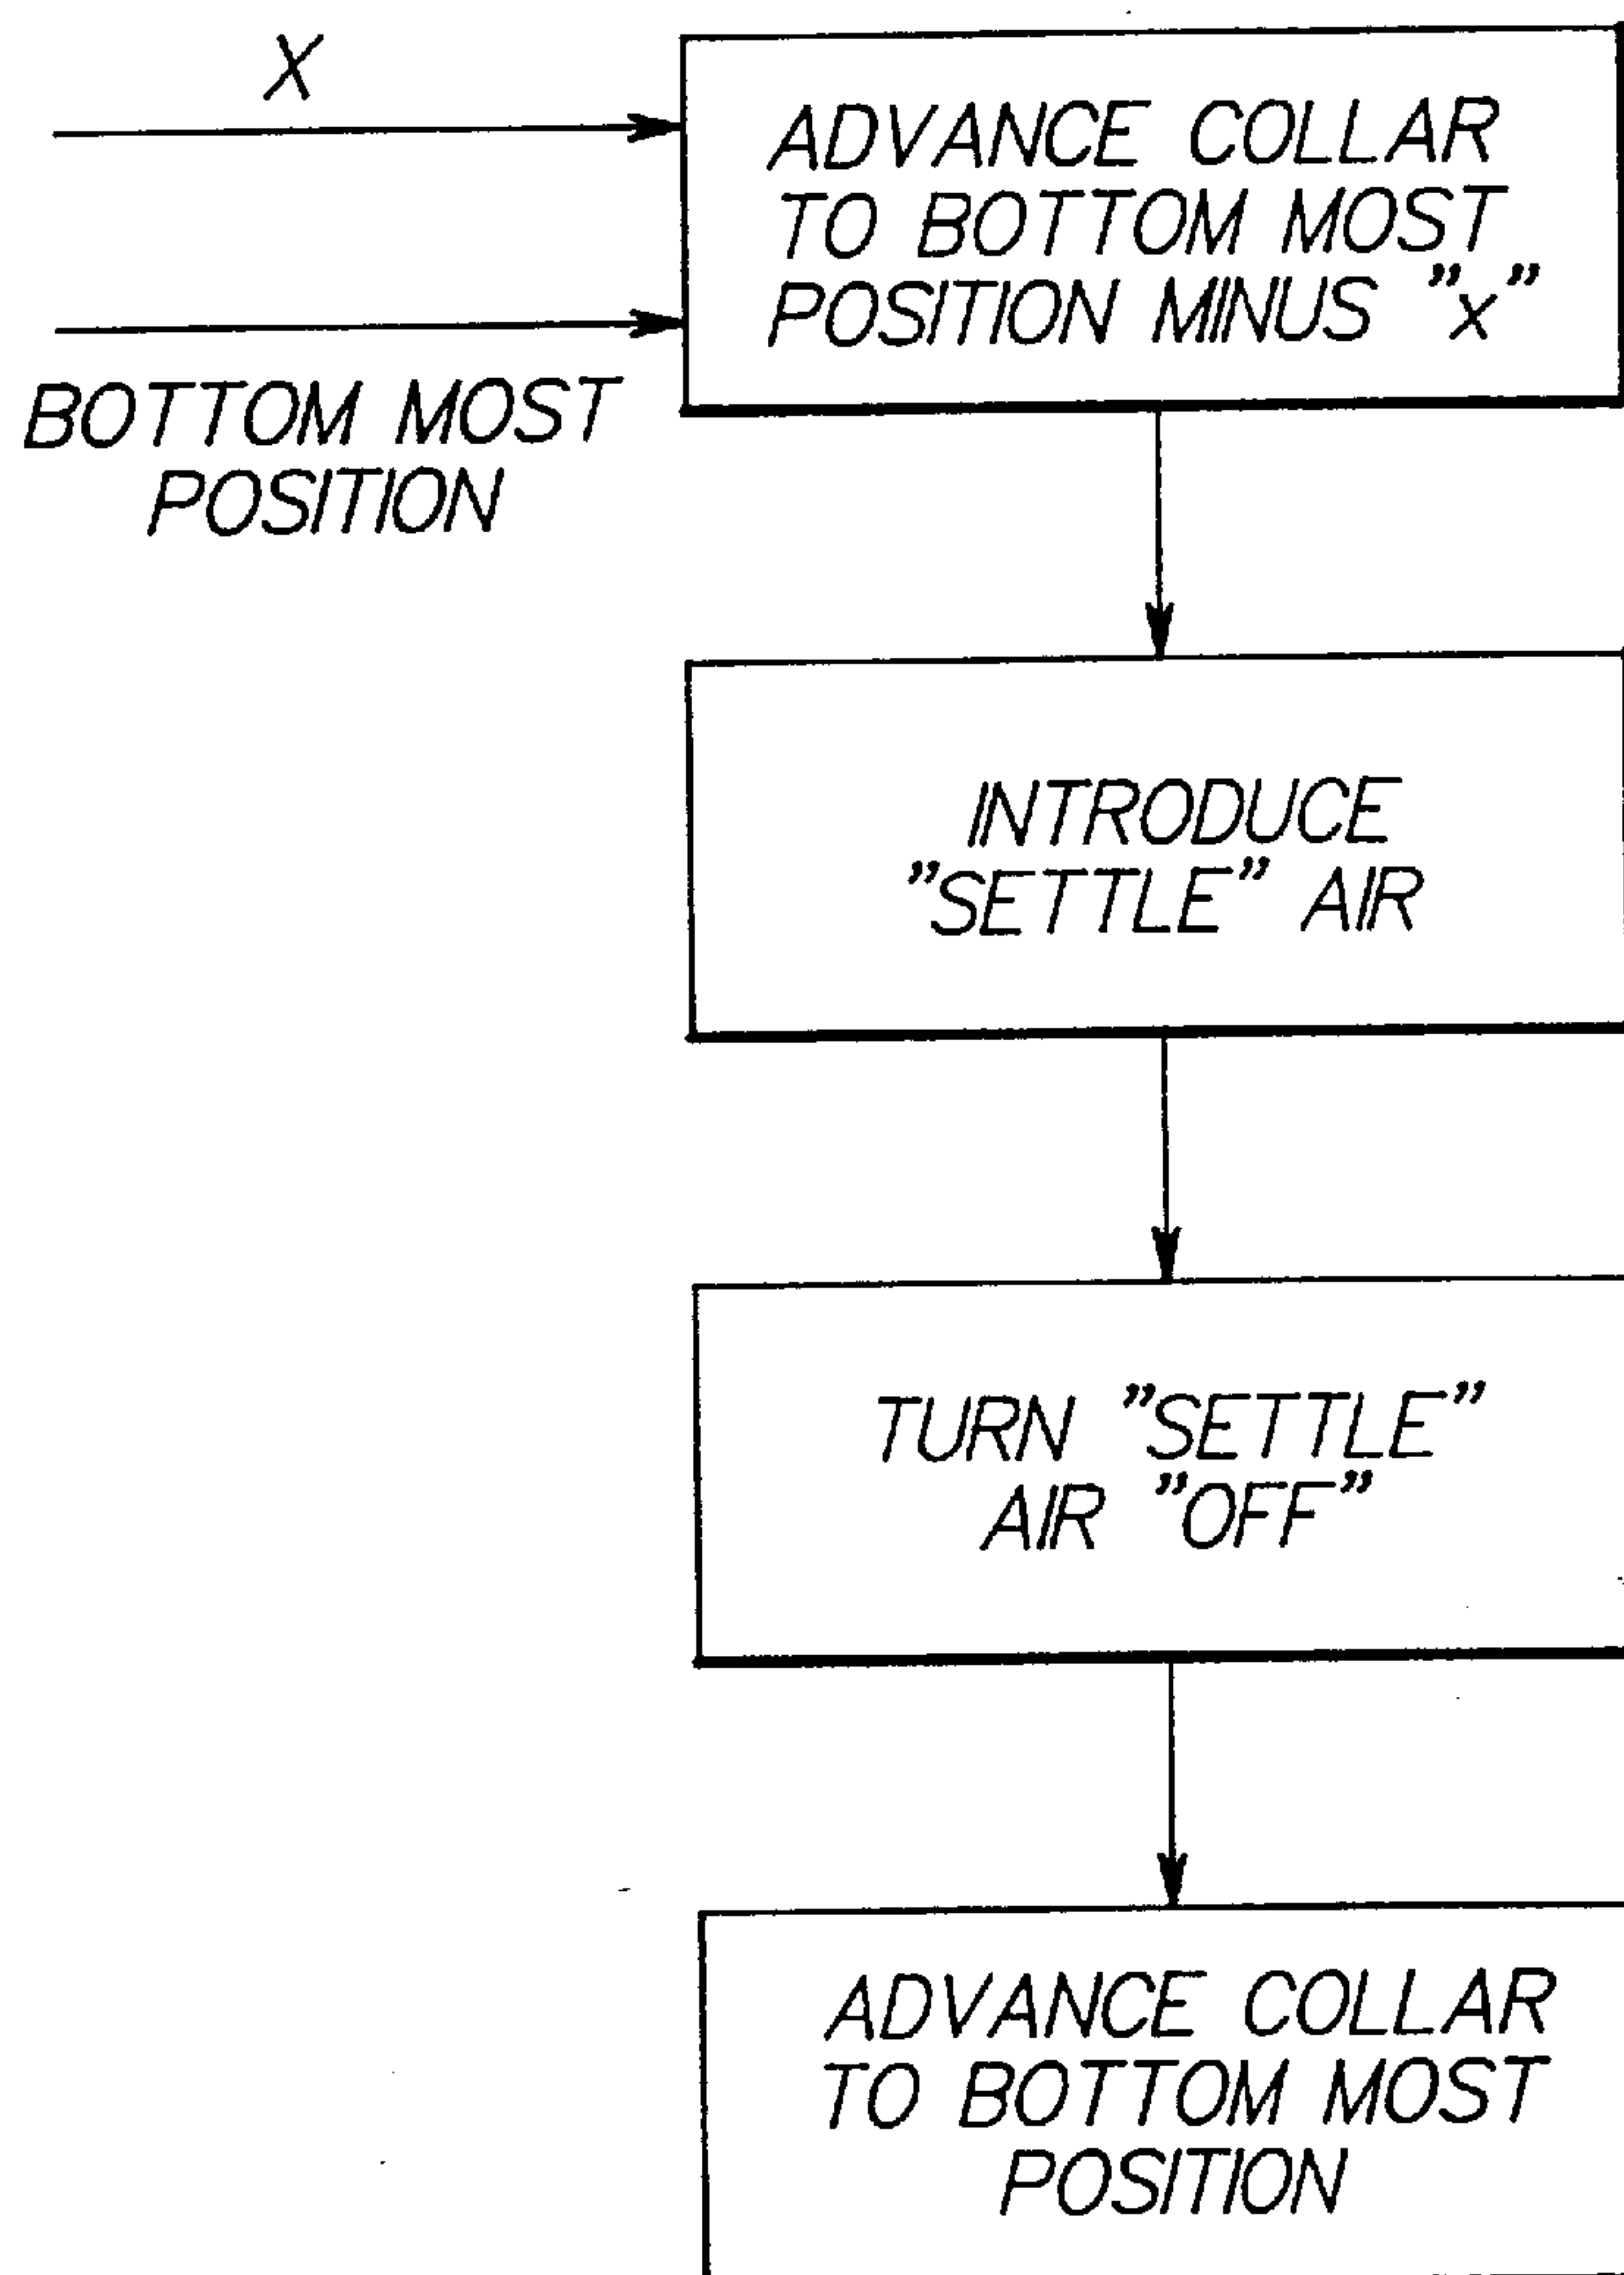 X
ADVANCE COLLAR
TO BOTTOM MOST
POSITION MINUS "x"
BOTTOM MOST
POSITION
INTRODUCE
"SETTLE" AIR
TURN "SETTLE"
AIR "OFF"
ADVANCE COLLAR
TO BOTTOM MOST
POSITION